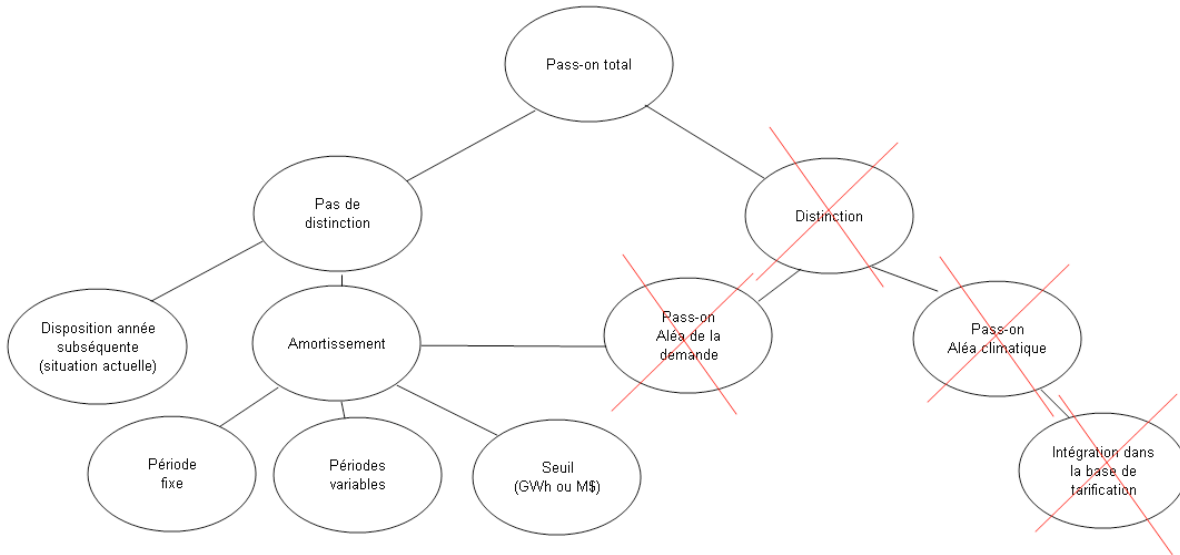 Pass-on total
Pas de
distinction
Distinction
Disposition année
subséquente
(situation actuelle)
Amortissement
Pass-on
Aléa de la
demande
Pass-on
Aléa climatique
Période
fixe
Périodes
variables
Seuil
(GWh ou M$)
Intégration dans
la base de
tarification